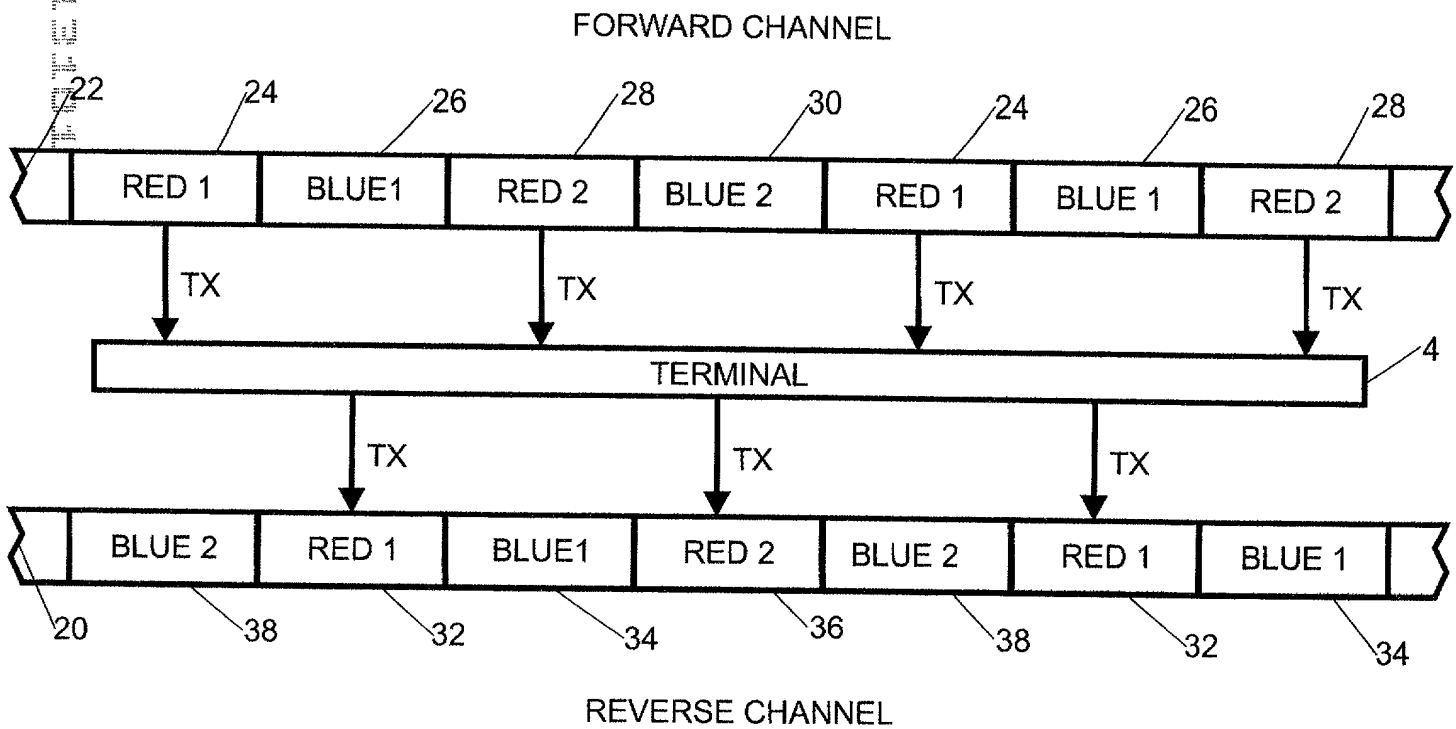 FORWARD CHANNEL
22 24 26 28 30 24 26 28
RED 1 BLUE1 RED 2 BLUE 2 RED 1 BLUE 1 RED 2
TX TX TX TX
TERMINAL 4
TX TX TX
BLUE 2 RED 1 BLUE1 RED 2 BLUE 2 RED 1 BLUE 1
20 38 32 34 36 38 32 34
REVERSE CHANNEL